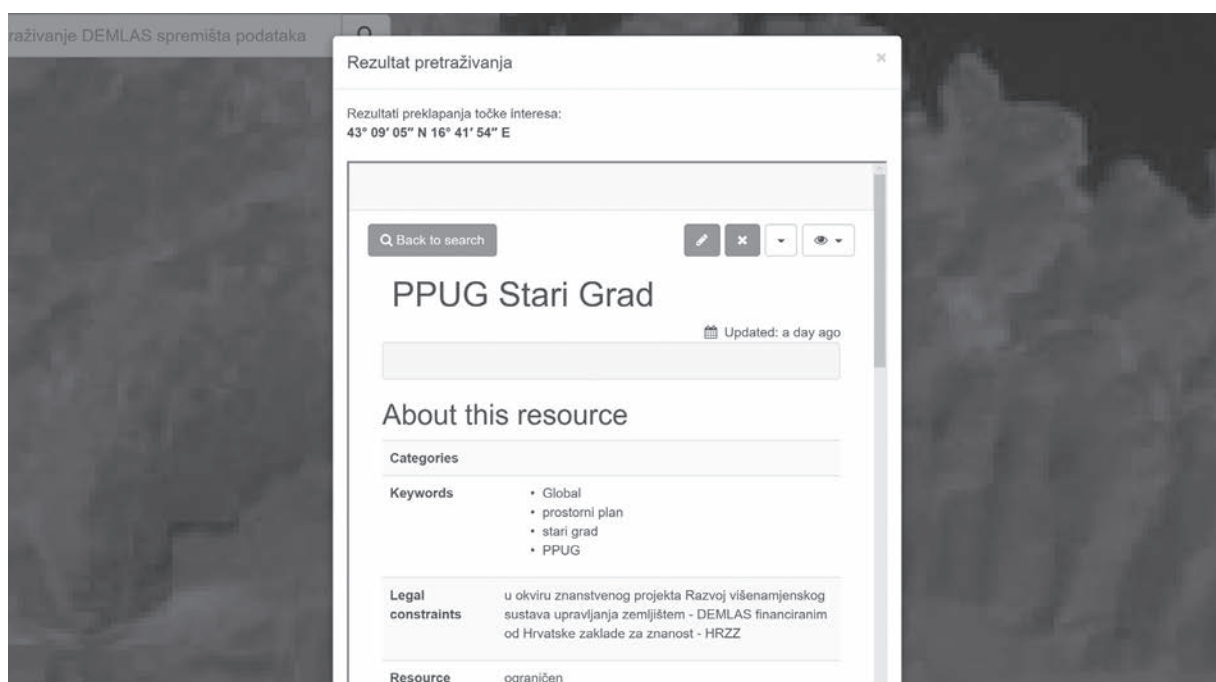 raživanje DEMLAS spremišta podataka
Rezultat pretraživanja
Rezultati preklapanja točke interesa:
43° 09′ 05″ N 16° 41′ 54″ E
Back to search
PPUG Stari Grad
Updated: a day ago
About this resource
Categories
Keywords
• Global
• prostorni plan
• stari grad
• PPUG
Legal constraints
u okviru znanstvenog projekta Razvoj višenamjenskog
sustava upravljanja zemljištem - DEMLAS financiranim
od Hrvatske zaklade za znanost - HRZZ
Resource
ograničen